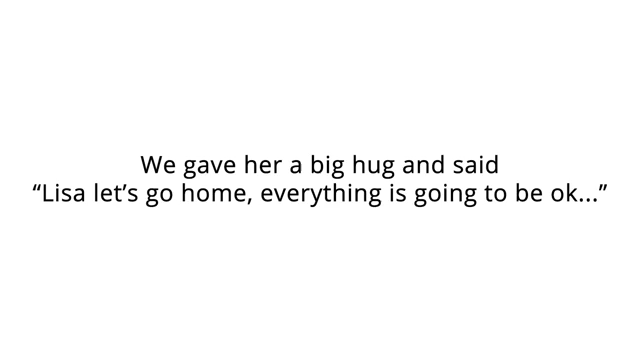 We gave her a big hug and said
“Lisa let’s go home, everything is going to be ok...”